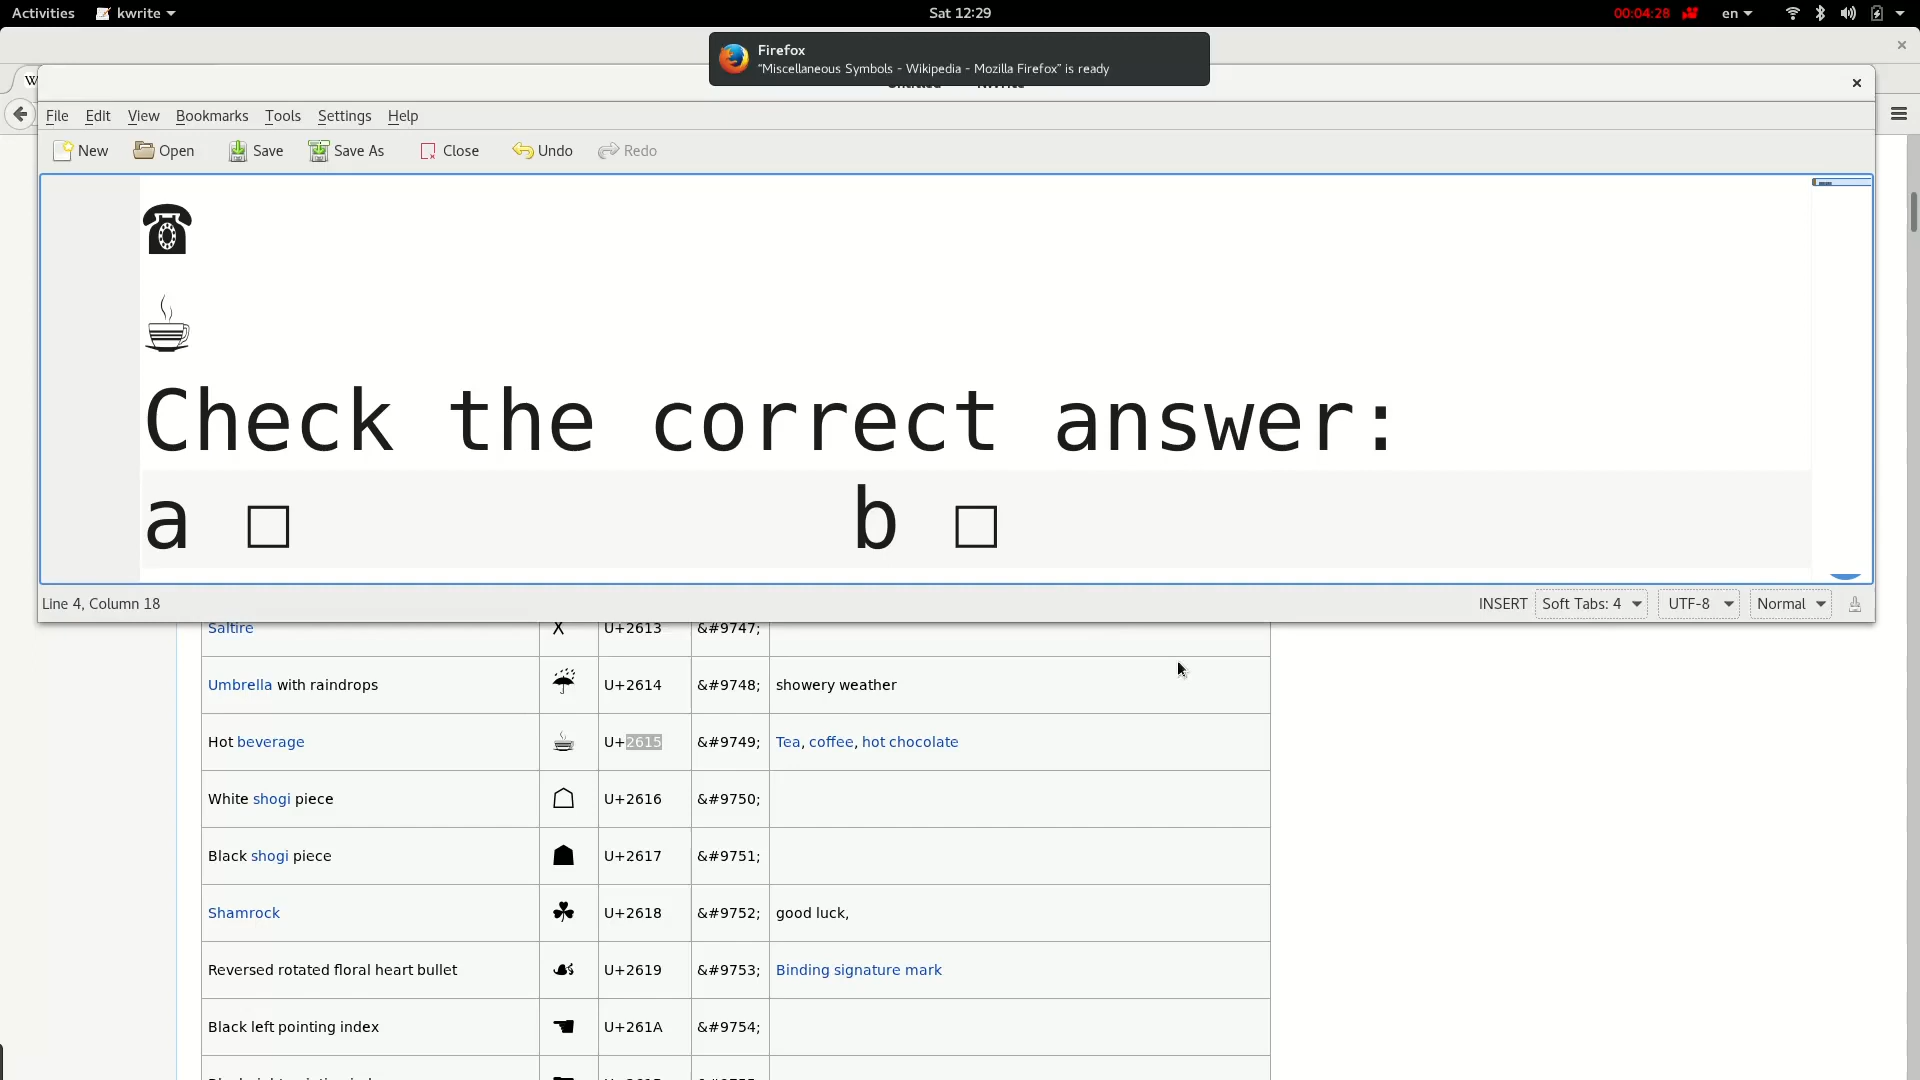 Activities kwrite Sat 12:29 00:04:28 en
Firefox
"Miscellaneous Symbols - Wikipedia - Mozilla Firefox" is ready
W
File Edit View Bookmarks Tools Settings Help
New Open Save Save As Close Undo Redo
☎
☕
Check the correct answer:
a ☐ b ☐
Line 4, Column 18 INSERT Soft Tabs: 4 UTF-8 Normal
Saltire ☓ U+2613 &#9747;
Umbrella with raindrops ☔ U+2614 &#9748; showery weather
Hot beverage ☕ U+2615 &#9749; Tea, coffee, hot chocolate
White shogi piece ☖ U+2616 &#9750;
Black shogi piece ☗ U+2617 &#9751;
Shamrock ☘ U+2618 &#9752; good luck,
Reversed rotated floral heart bullet ☙ U+2619 &#9753; Binding signature mark
Black left pointing index ☚ U+261A &#9754;